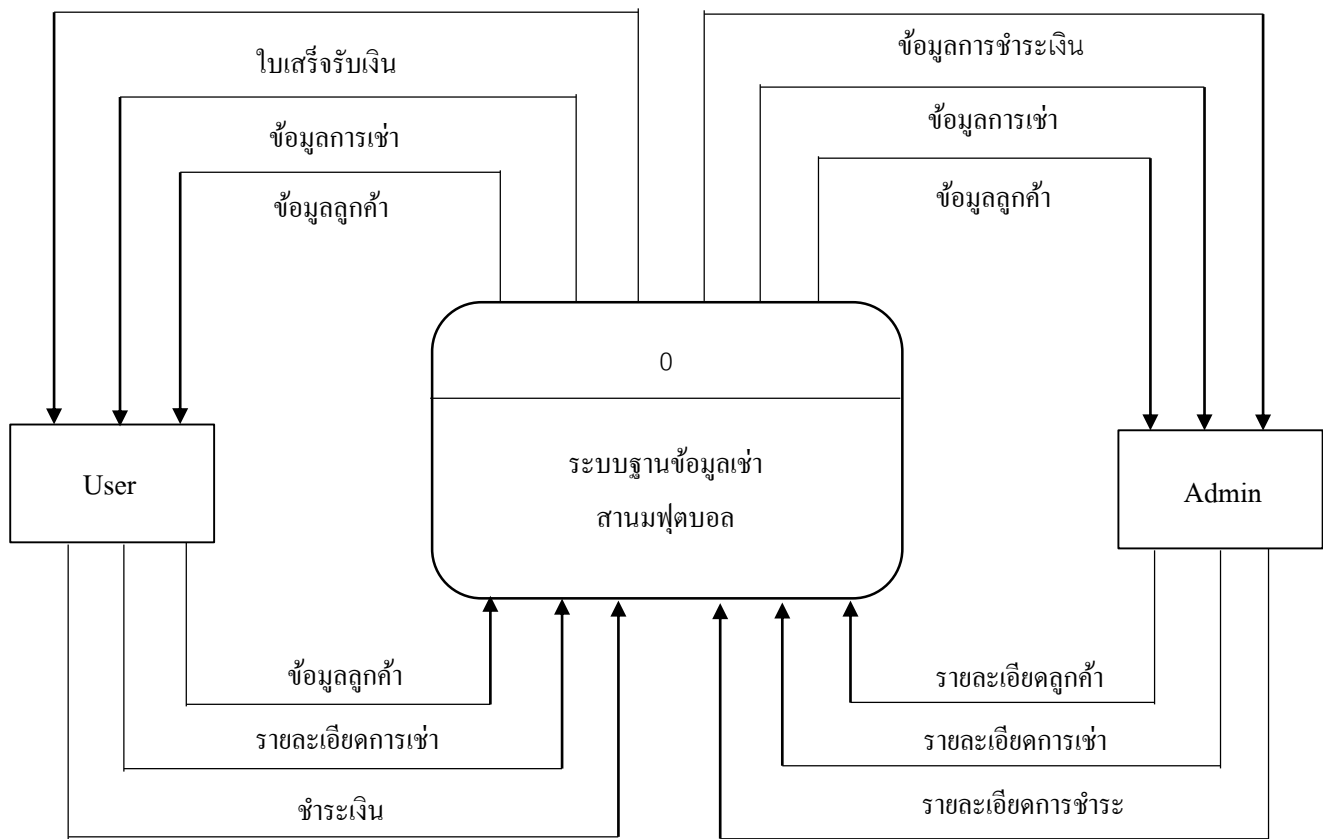 ใบเสร็จรับเงิน
ข้อมูลการเช่า
ข้อมูลลูกค้า
ข้อมูลการชำระเงิน
ข้อมูลการเช่า
ข้อมูลลูกค้า
0
ระบบฐานข้อมูลเช่า
สานมฟุตบอล
User
Admin
ข้อมูลลูกค้า
รายละเอียดการเช่า
ชำระเงิน
รายละเอียดลูกค้า
รายละเอียดการเช่า
รายละเอียดการชำระ